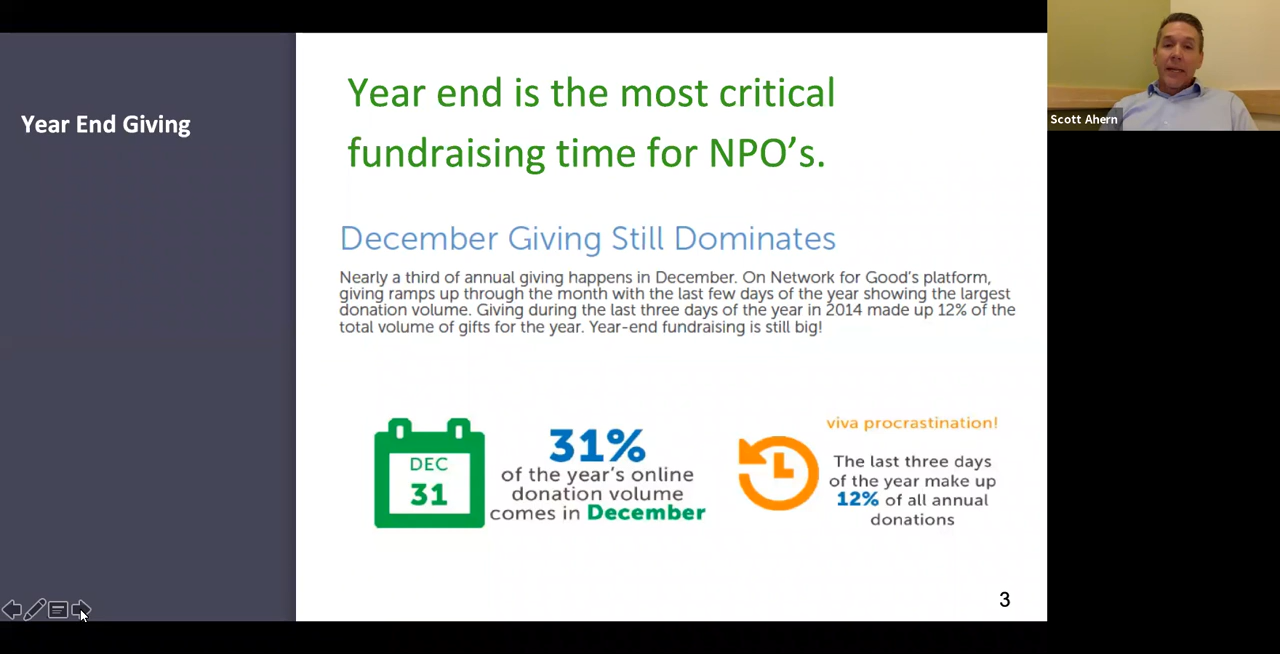 Year End Giving
Year end is the most critical
fundraising time for NPO's.
December Giving Still Dominates
Nearly a third of annual giving happens in December. On Network for Good's platform,
giving ramps up through the month with the last few days of the year showing the largest
donation volume. Giving during the last three days of the year in 2014 made up 12% of the
total volume of gifts for the year. Year-end fundraising is still big!
DEC
31
31%
of the year's online
donation volume
comes in December
viva procrastination!
The last three days
of the year make up
12% of all annual
donations
3
Scott Ahern